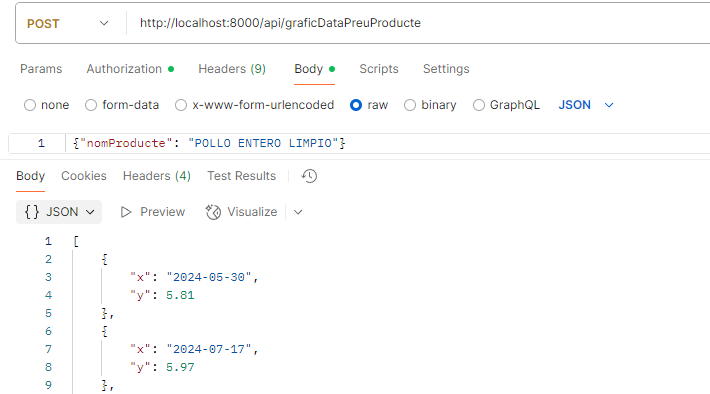 POST http://localhost:8000/api/graficDataPreuProducte
Params Authorization Headers (9) Body Scripts Settings
none form-data x-www-form-urlencoded raw binary GraphQL JSON
1 {"nomProducte": "POLLO ENTERO LIMPIO"}
Body Cookies Headers (4) Test Results
{} JSON Preview Visualize
1 [
2 {
3 "x": "2024-05-30",
4 "y": 5.81
5 },
6 {
7 "x": "2024-07-17",
8 "y": 5.97
9 },